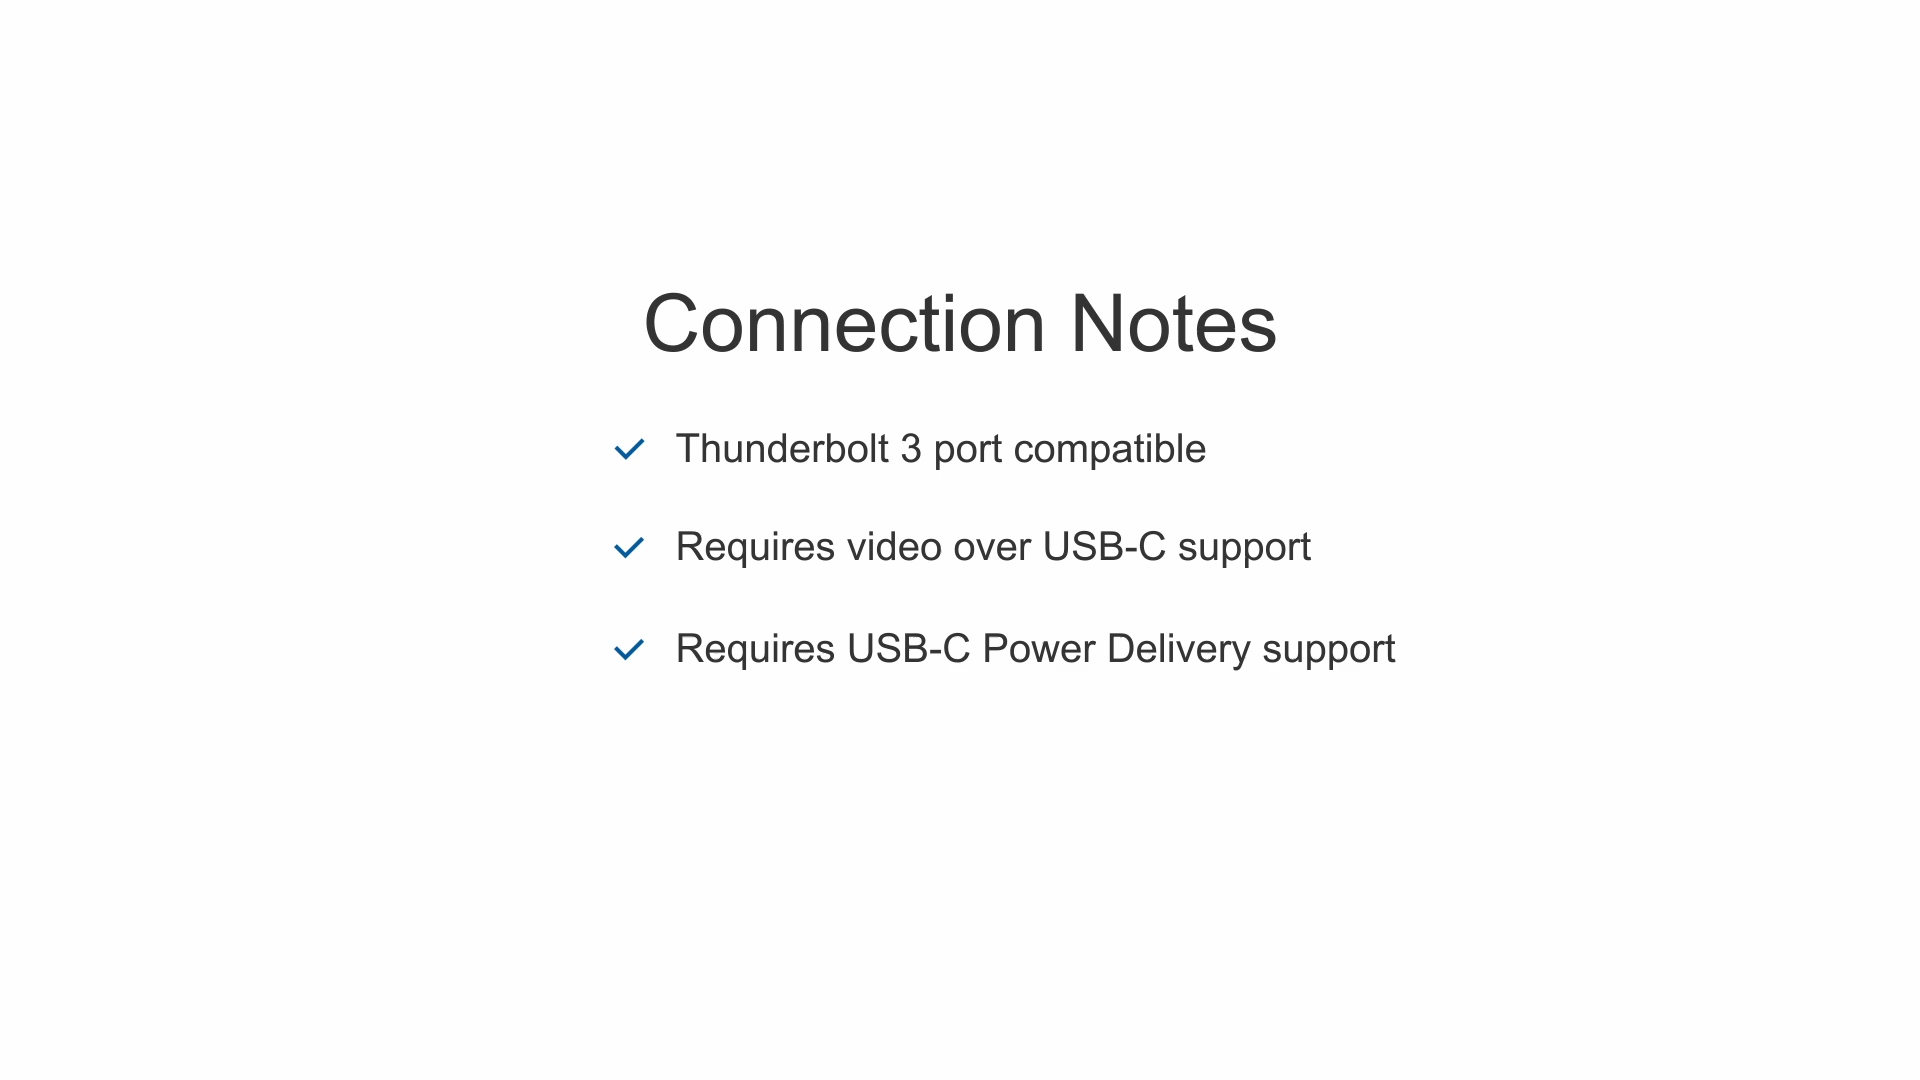 Connection Notes
Thunderbolt 3 port compatible
Requires video over USB-C support
Requires USB-C Power Delivery support